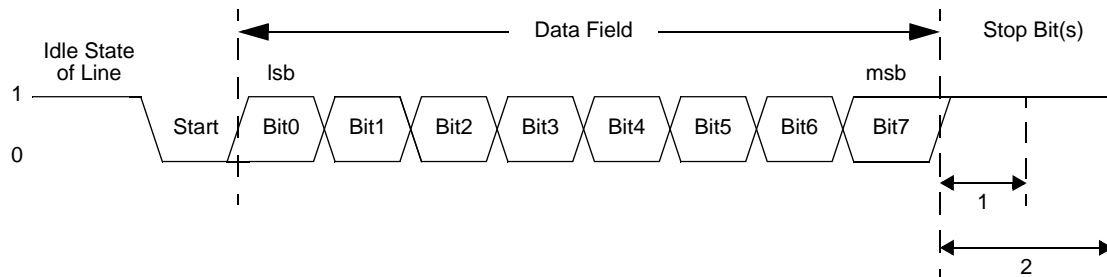 Data Field
Stop Bit(s)
Idle State
of Line
lsb
msb
1
Start
Bit0
Bit1
Bit2
Bit3
Bit4
Bit5
Bit6
Bit7
0
1
2